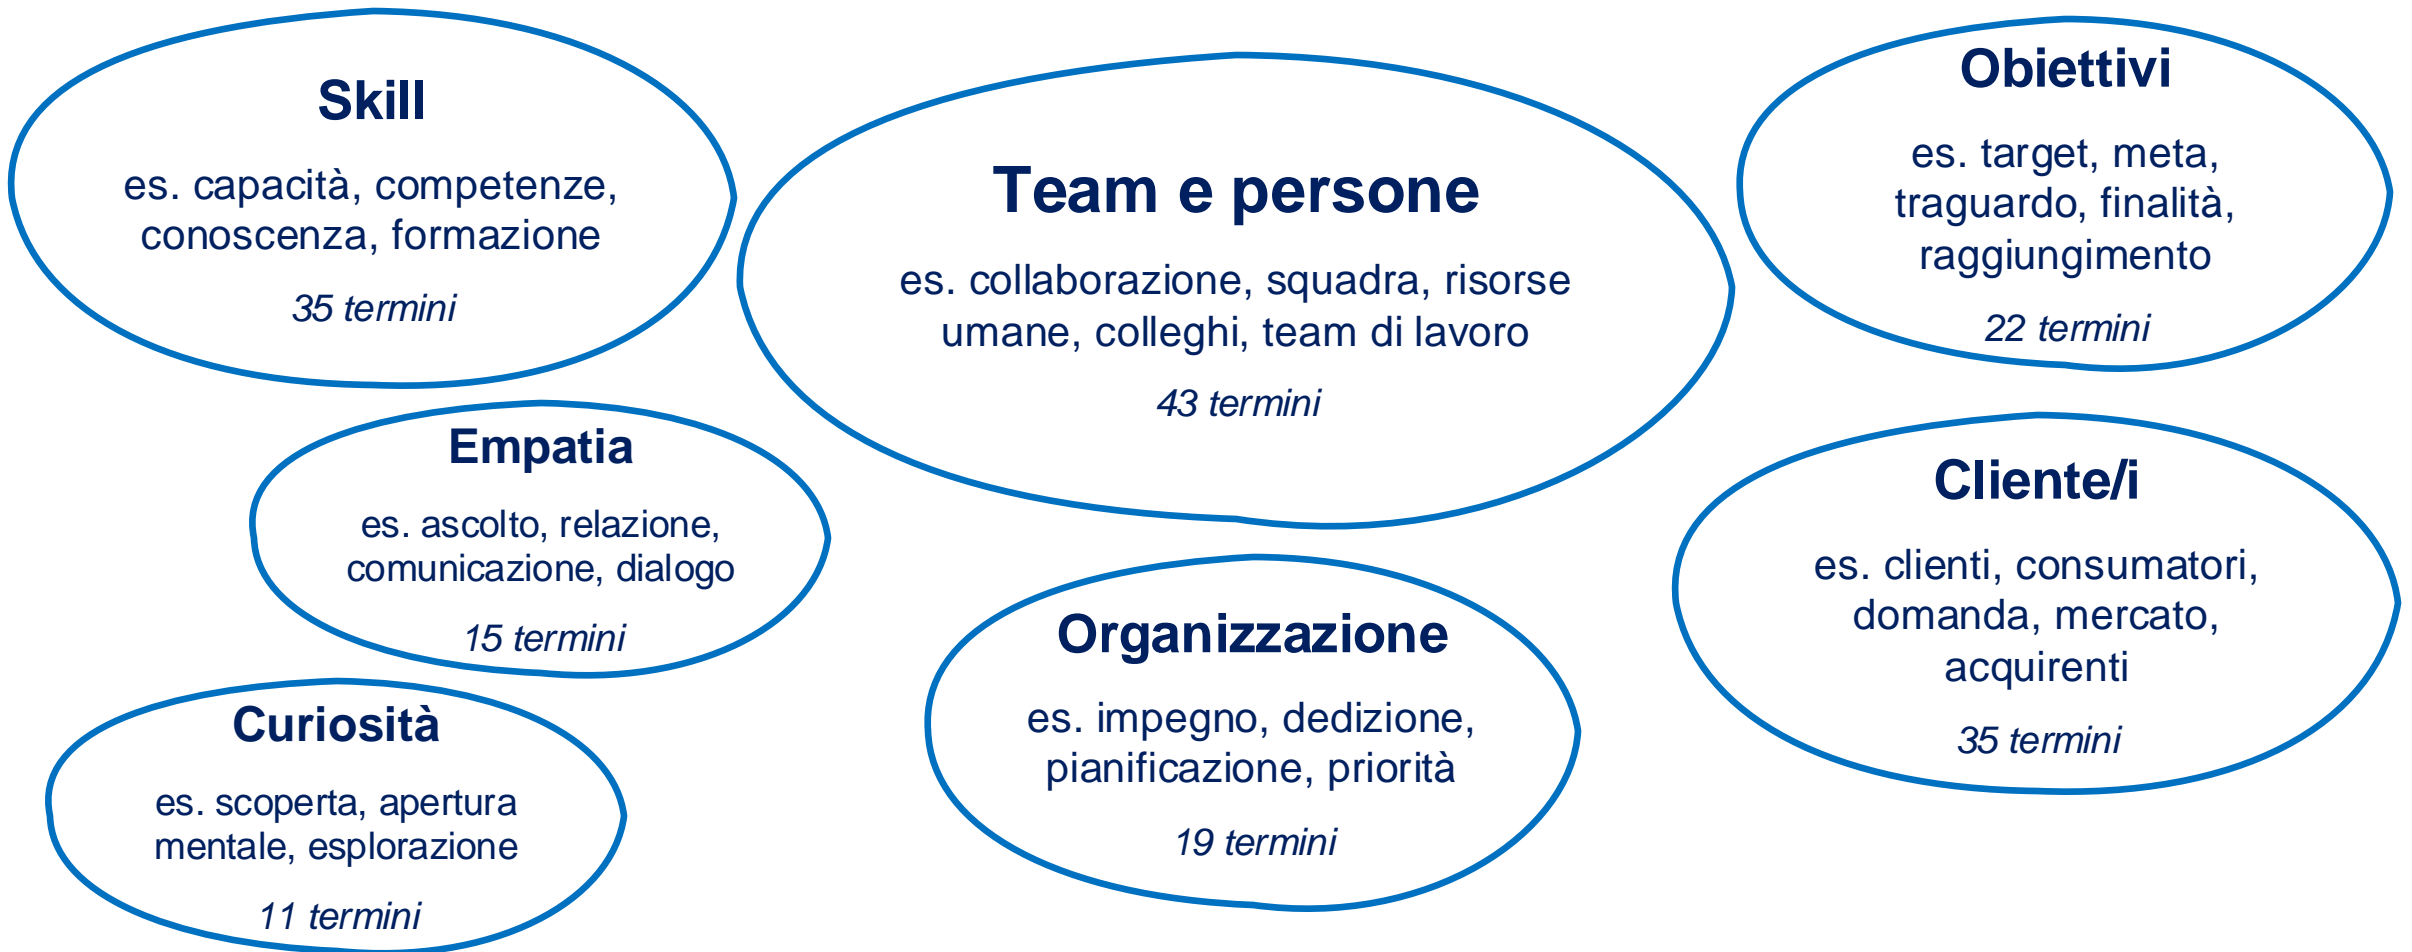 Skill
es. capacità, competenze,
conoscenza, formazione
35 termini
Team e persone
es. collaborazione, squadra, risorse
umane, colleghi, team di lavoro
43 termini
Obiettivi
es. target, meta,
traguardo, finalità,
raggiungimento
22 termini
Empatia
es. ascolto, relazione,
comunicazione, dialogo
15 termini
Organizzazione
es. impegno, dedizione,
pianificazione, priorità
19 termini
Cliente/i
es. clienti, consumatori,
domanda, mercato,
acquirenti
35 termini
Curiosità
es. scoperta, apertura
mentale, esplorazione
11 termini